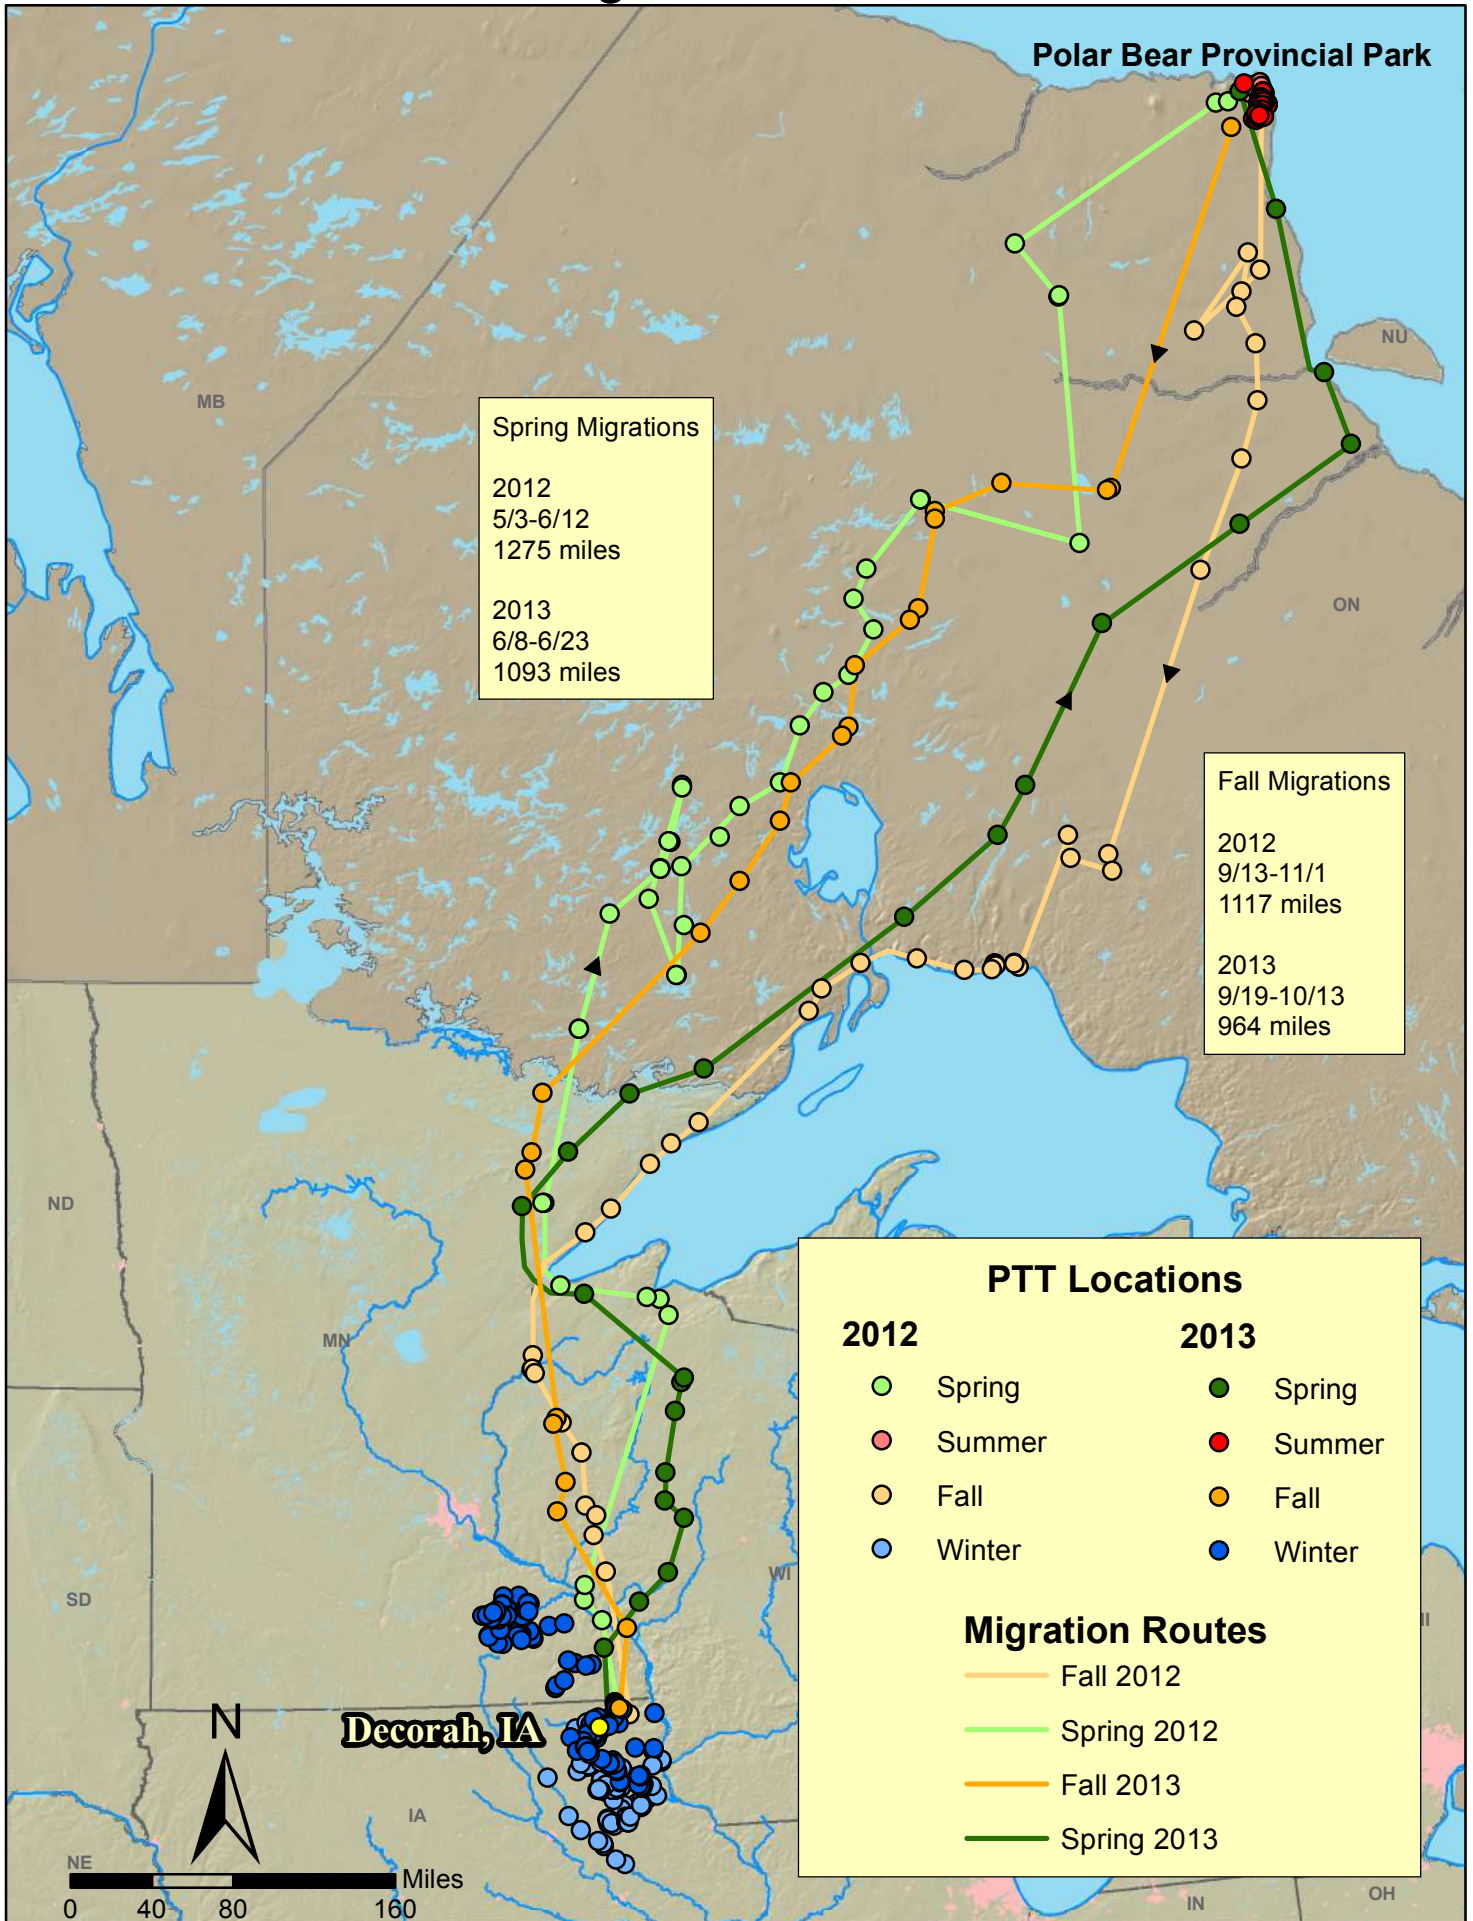 Polar Bear Provincial Park
NU
MB
Spring Migrations
2012
5/3-6/12
1275 miles
2013
6/8-6/23
1093 miles
ON
Fall Migrations
2012
9/13-11/1
1117 miles
2013
9/19-10/13
964 miles
ND
MN
PTT Locations
2012
2013
Spring
Spring
Summer
Summer
Fall
Fall
Winter
Winter
WI
SD
Migration Routes
Fall 2012
Spring 2012
Fall 2013
Spring 2013
N
Decorah, IA
IA
NE
Miles
0 40 80 160
IN
OH